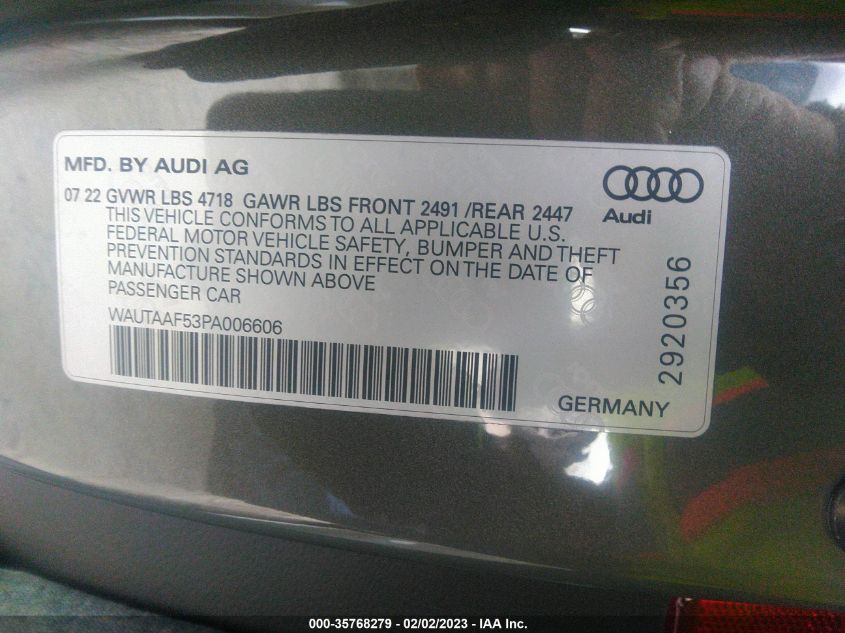 MFD. BY AUDI AG
07 22 GVWR LBS 4718 GAWR LBS FRONT 2491 /REAR 2447
THIS VEHICLE CONFORMS TO ALL APPLICABLE U.S.
FEDERAL MOTOR VEHICLE SAFETY, BUMPER AND THEFT
PREVENTION STANDARDS IN EFFECT ON THE DATE OF
MANUFACTURE SHOWN ABOVE
PASSENGER CAR
WAUTAAF53PA006606
Audi
2920356
GERMANY
000-35768279 - 02/02/2023 - IAA Inc.